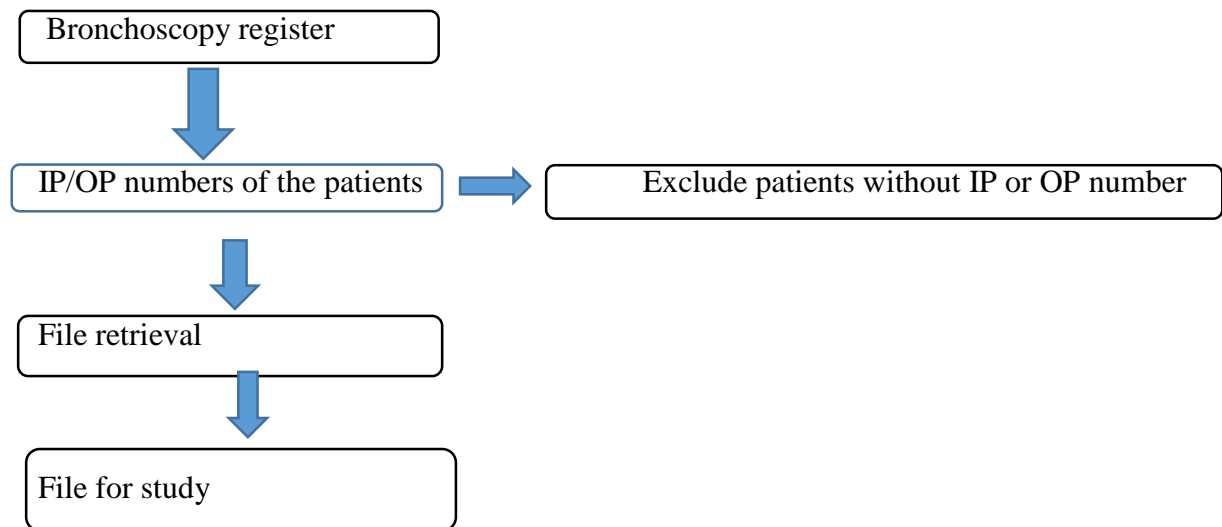 Bronchoscopy register
IP/OP numbers of the patients
Exclude patients without IP or OP number
File retrieval
File for study